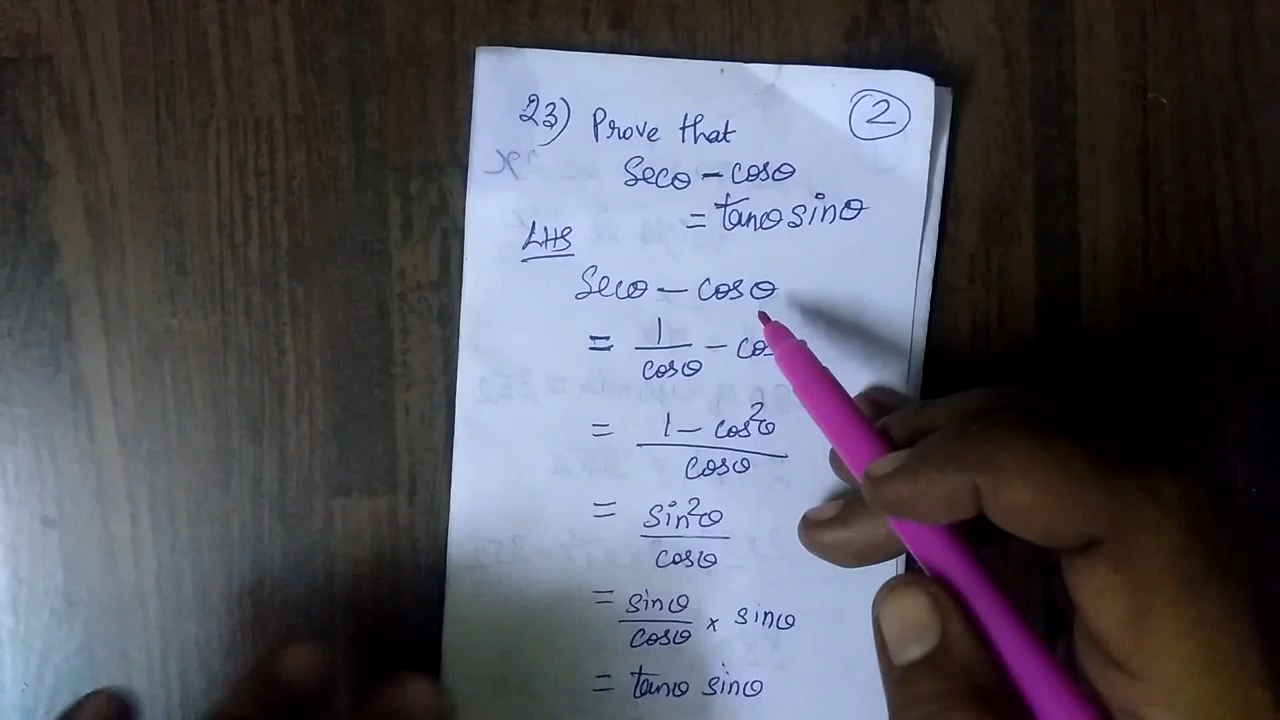 23) Prove that
2
Secθ - cosθ
= tanθ sinθ
LHS
Secθ - cosθ
= 1/cosθ - cos
= 1 - cos²θ/cosθ
= sin²θ/cosθ
= sinθ/cosθ × sinθ
= tanθ sinθ